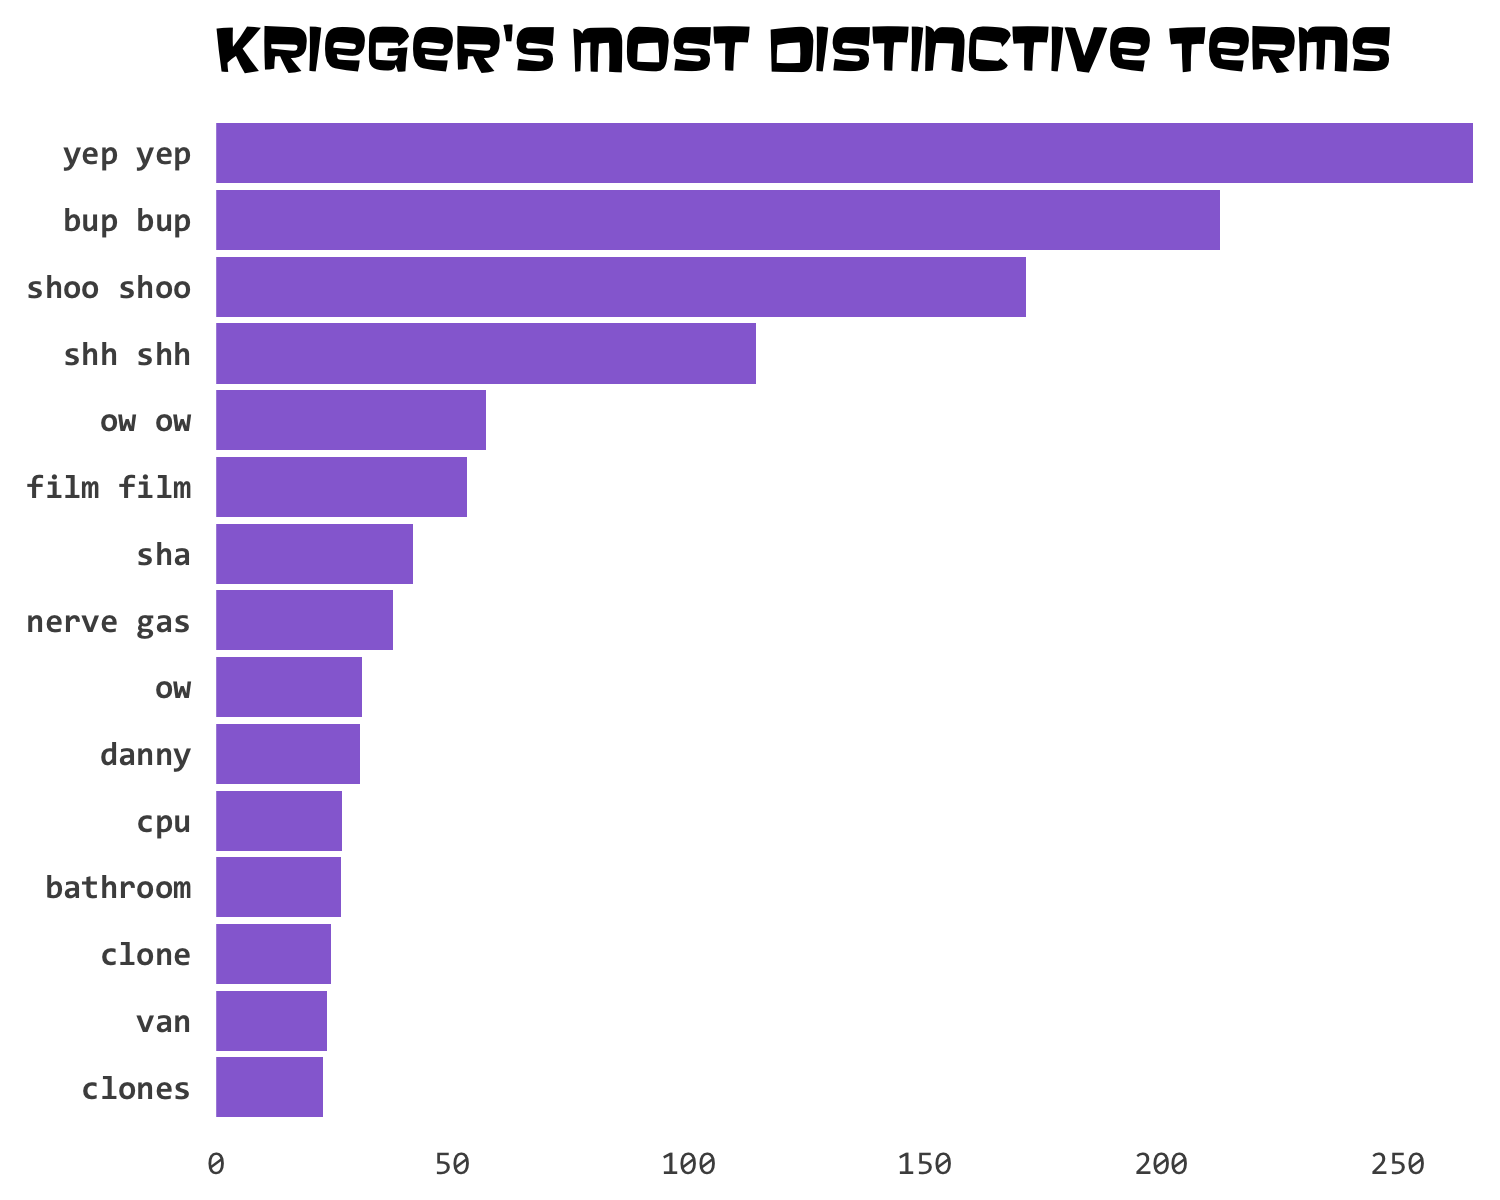 Krieger's most distinctive terms
yep yep
bup bup
shoo shoo
shh shh
ow ow
film film
sha
nerve gas
ow
danny
cpu
bathroom
clone
van
clones
0 50 100 150 200 250